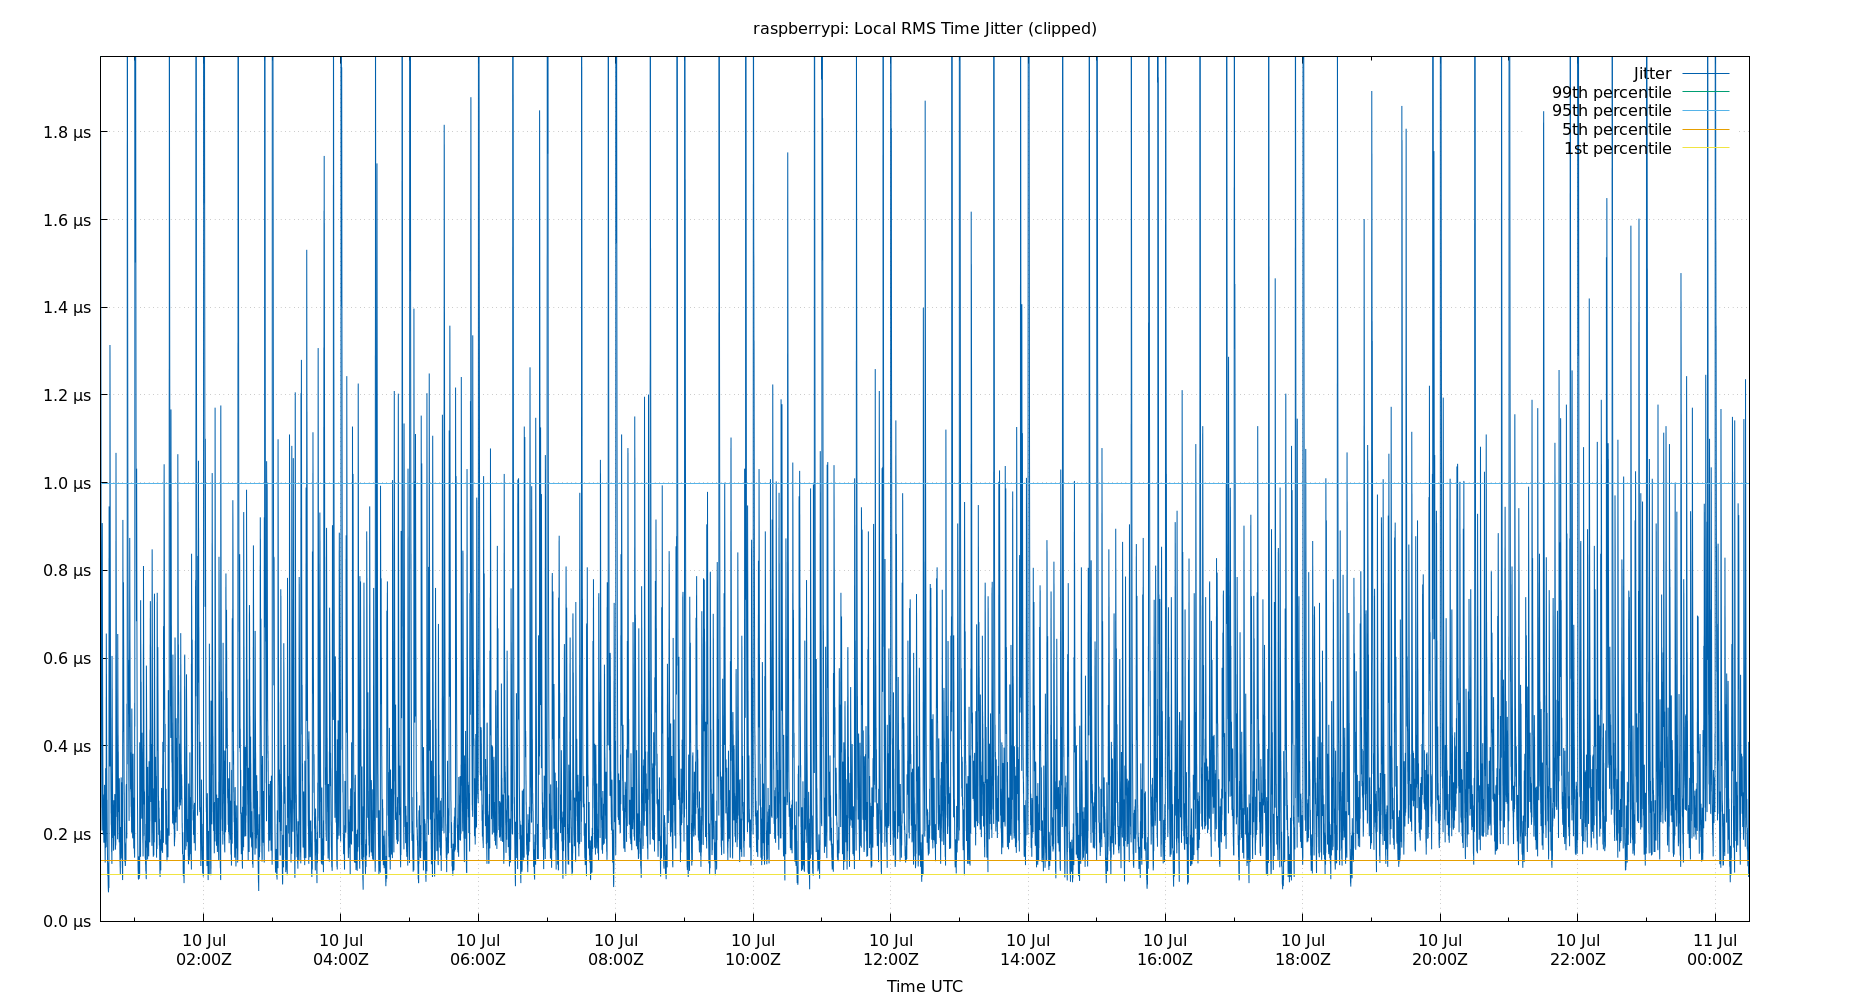 raspberrypi: Local RMS Time Jitter (clipped)
Jitter
99th percentile
95th percentile
5th percentile
1st percentile
1.8 µs
1.6 µs
1.4 µs
1.2 µs
1.0 µs
0.8 µs
0.6 µs
0.4 µs
0.2 µs
0.0 µs
10 Jul 10 Jul 10 Jul 10 Jul 10 Jul 10 Jul 10 Jul 10 Jul 10 Jul 10 Jul 10 Jul 11 Jul
02:00Z 04:00Z 06:00Z 08:00Z 10:00Z 12:00Z 14:00Z 16:00Z 18:00Z 20:00Z 22:00Z 00:00Z
Time UTC